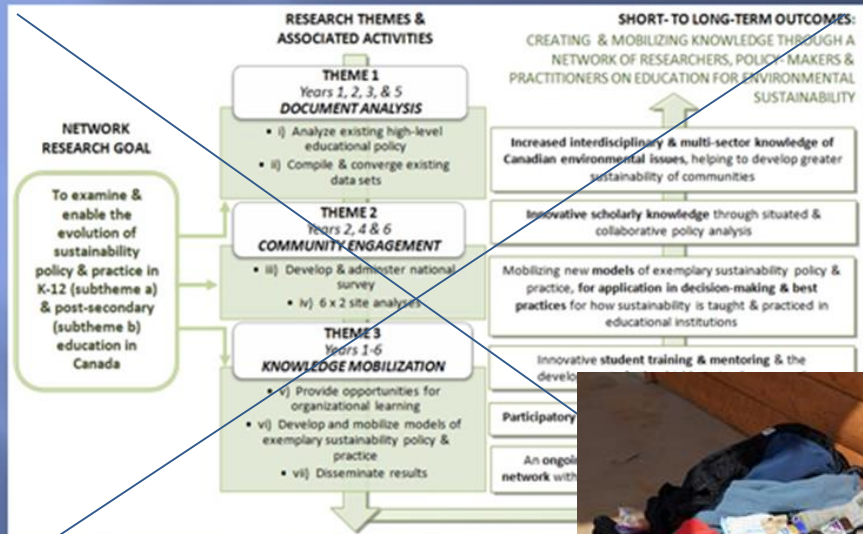 NETWORK
RESEARCH GOAL
To examine &
enable the
evolution of
sustainability
policy & practice in
K-12 (subtheme a)
& post-secondary
(subtheme b)
education in
Canada
RESEARCH THEMES &
ASSOCIATED ACTIVITIES
THEME 1
Years 1, 2, 3, & 5
DOCUMENT ANALYSIS
• i) Analyze existing high-level
educational policy
• ii) Compile & converge existing
data sets
THEME 2
Years 2, 4 & 6
COMMUNITY ENGAGEMENT
• iii) Develop & administer national
survey
• iv) 6 x 2 site analyses
THEME 3
Years 1-6
KNOWLEDGE MOBILIZATION
• v) Provide opportunities for
organizational learning
• vi) Develop and mobilize models of
exemplary sustainability policy &
practice
• vii) Disseminate results
SHORT- TO LONG-TERM OUTCOMES:
CREATING & MOBILIZING KNOWLEDGE THROUGH A
NETWORK OF RESEARCHERS, POLICY- MAKERS &
PRACTITIONERS ON EDUCATION FOR ENVIRONMENTAL
SUSTAINABILITY
Increased interdisciplinary & multi-sector knowledge of
Canadian environmental issues, helping to develop greater
sustainability of communities
Innovative scholarly knowledge through situated &
collaborative policy analysis
Mobilizing new models of exemplary sustainability policy &
practice, for application in decision-making & best
practices for how sustainability is taught & practiced in
educational institutions
Innovative student training & mentoring & the
Participatory
An
network